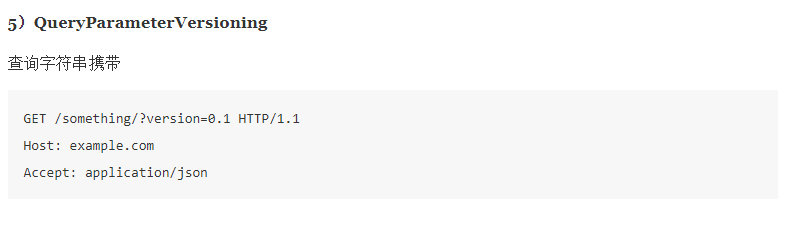 5）QueryParameterVersioning
查询字符串携带
GET /something/?version=0.1 HTTP/1.1
Host: example.com
Accept: application/json